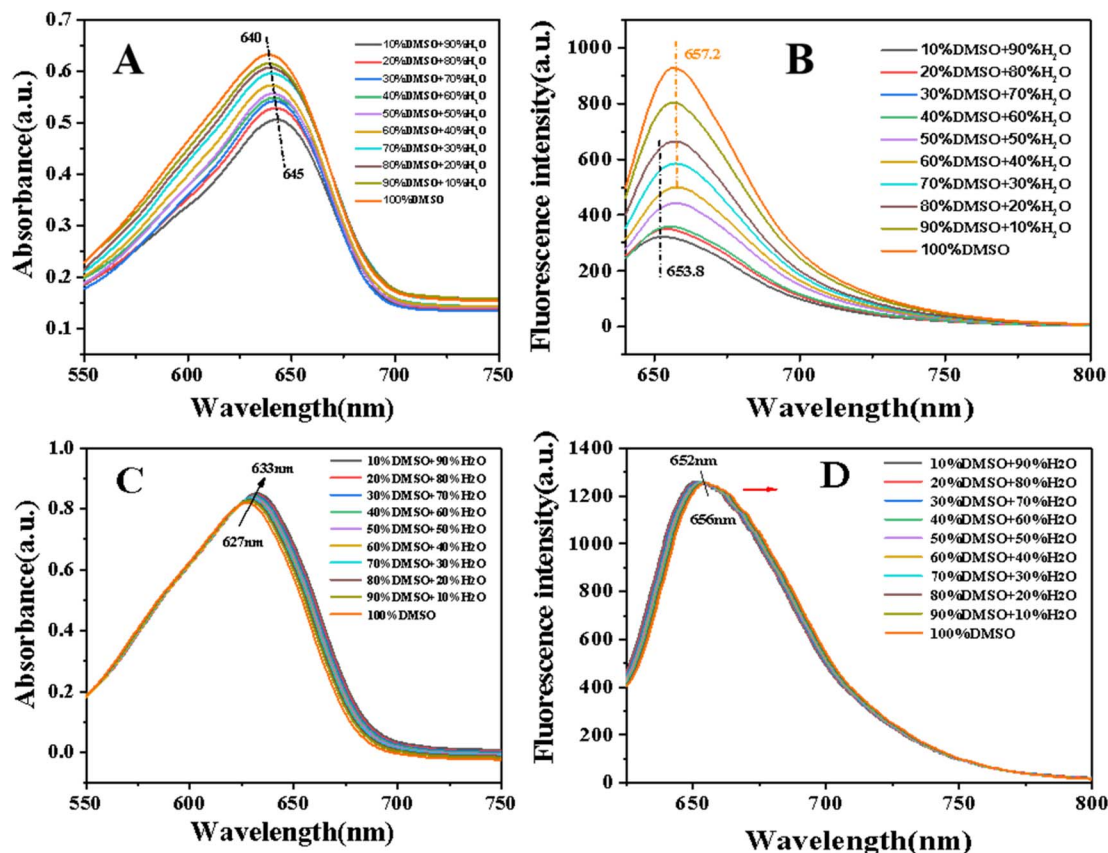 A
640
645
10%DMSO+90%H2O
20%DMSO+80%H2O
30%DMSO+70%H2O
40%DMSO+60%H2O
50%DMSO+50%H2O
60%DMSO+40%H2O
70%DMSO+30%H2O
80%DMSO+20%H2O
90%DMSO+10%H2O
100%DMSO
0.7
0.6
0.5
0.4
0.3
0.2
0.1
Absorbance(a.u.)
550
600
650
700
750
Wavelength(nm)
B
657.2
653.8
10%DMSO+90%H2O
20%DMSO+80%H2O
30%DMSO+70%H2O
40%DMSO+60%H2O
50%DMSO+50%H2O
60%DMSO+40%H2O
70%DMSO+30%H2O
80%DMSO+20%H2O
90%DMSO+10%H2O
100%DMSO
1000
800
600
400
200
0
Fluorescence intensity(a.u.)
650
700
750
800
Wavelength(nm)
C
633nm
627nm
10%DMSO+90%H2O
20%DMSO+80%H2O
30%DMSO+70%H2O
40%DMSO+60%H2O
50%DMSO+50%H2O
60%DMSO+40%H2O
70%DMSO+30%H2O
80%DMSO+20%H2O
90%DMSO+10%H2O
100%DMSO
1.0
0.8
0.6
0.4
0.2
0.0
Absorbance(a.u.)
550
600
650
700
750
Wavelength(nm)
D
652nm
656nm
10%DMSO+90%H2O
20%DMSO+80%H2O
30%DMSO+70%H2O
40%DMSO+60%H2O
50%DMSO+50%H2O
60%DMSO+40%H2O
70%DMSO+30%H2O
80%DMSO+20%H2O
90%DMSO+10%H2O
100%DMSO
1400
1200
1000
800
600
400
200
0
Fluorescence intensity(a.u.)
650
700
750
800
Wavelength(nm)